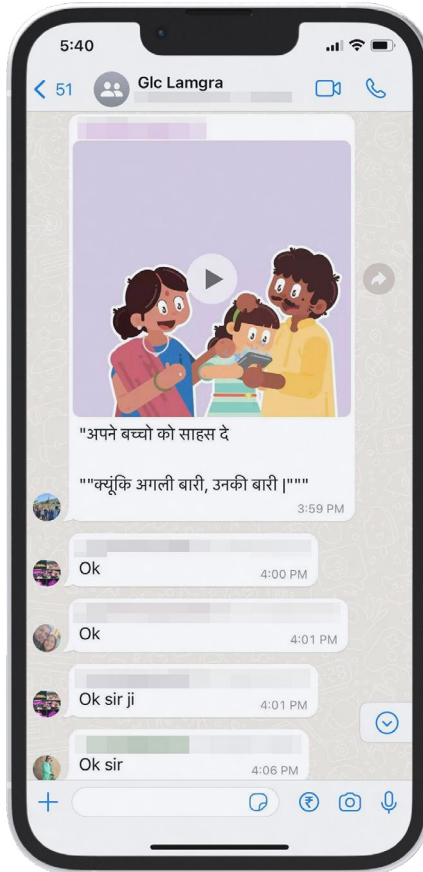 5:40
51
Glc Lamgra
"अपने बच्चो को साहस दे
""क्यूंकि अगली बारी, उनकी बारी |"""
3:59 PM
Ok
4:00 PM
Ok
4:01 PM
Ok sir ji
4:01 PM
Ok sir
4:06 PM
₹